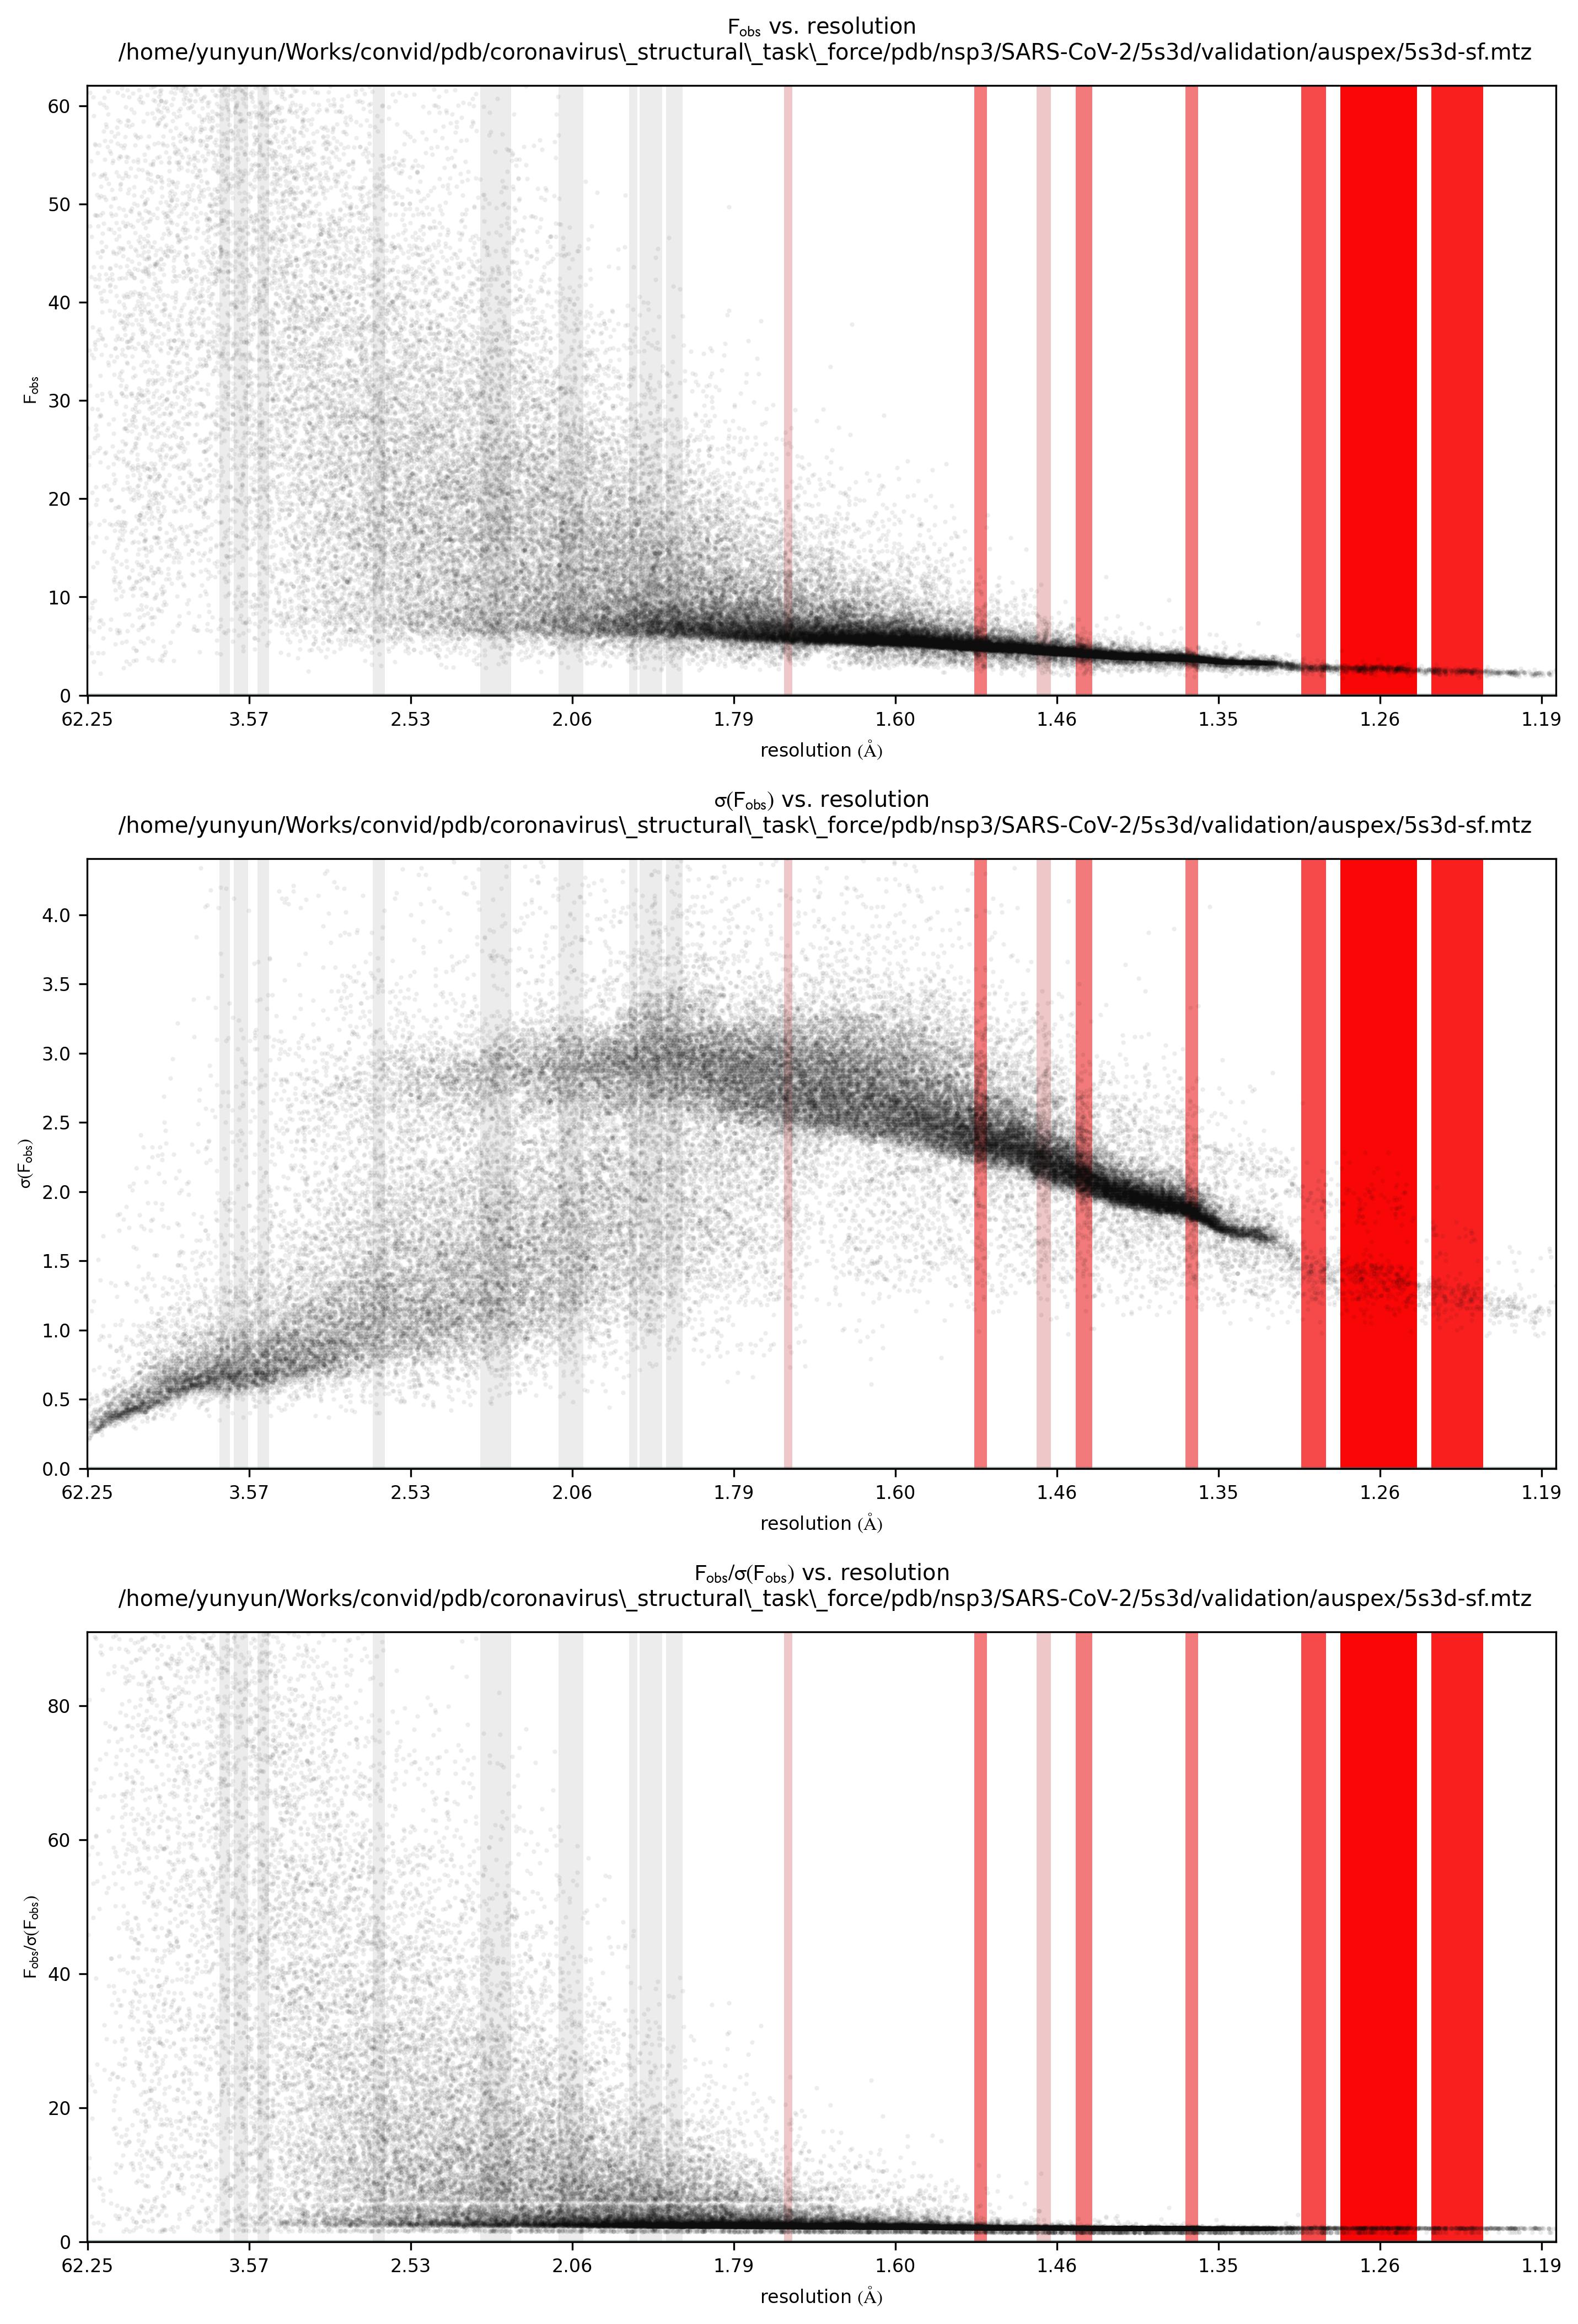 Fobs vs. resolution
/home/yunyun/Works/convid/pdb/coronavirus\_structural\_task\_force/pdb/nsp3/SARS-CoV-2/5s3d/validation/auspex/5s3d-sf.mtz
60
50
40
30
20
10
0
Fobs
62.25 3.57 2.53 2.06 1.79 1.60 1.46 1.35 1.26 1.19
resolution (Å)
σ(Fobs) vs. resolution
/home/yunyun/Works/convid/pdb/coronavirus\_structural\_task\_force/pdb/nsp3/SARS-CoV-2/5s3d/validation/auspex/5s3d-sf.mtz
4.0
3.5
3.0
2.5
2.0
1.5
1.0
0.5
0.0
σ(Fobs)
62.25 3.57 2.53 2.06 1.79 1.60 1.46 1.35 1.26 1.19
resolution (Å)
Fobs/σ(Fobs) vs. resolution
/home/yunyun/Works/convid/pdb/coronavirus\_structural\_task\_force/pdb/nsp3/SARS-CoV-2/5s3d/validation/auspex/5s3d-sf.mtz
80
60
40
20
0
Fobs/σ(Fobs)
62.25 3.57 2.53 2.06 1.79 1.60 1.46 1.35 1.26 1.19
resolution (Å)